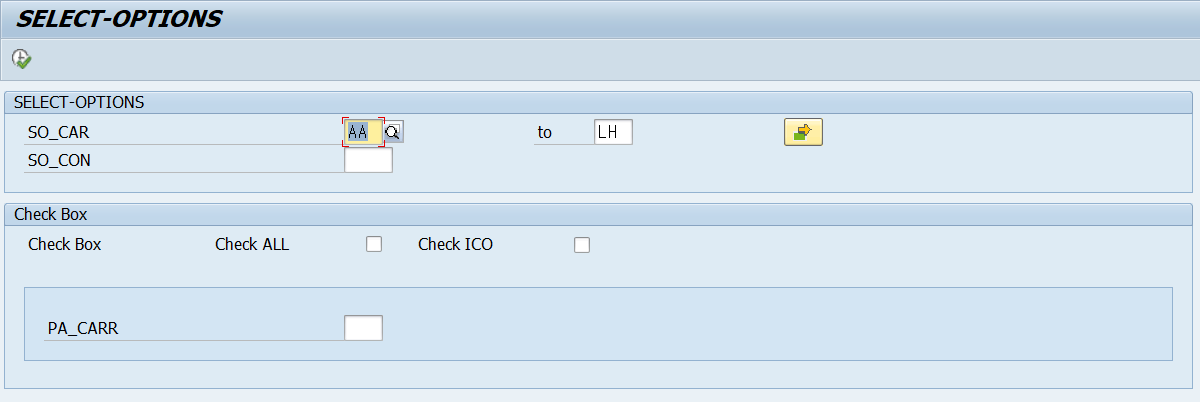 SELECT-OPTIONS
SELECT-OPTIONS
SO_CAR AA to LH
SO_CON
Check Box
Check Box Check ALL Check ICO
PA_CARR